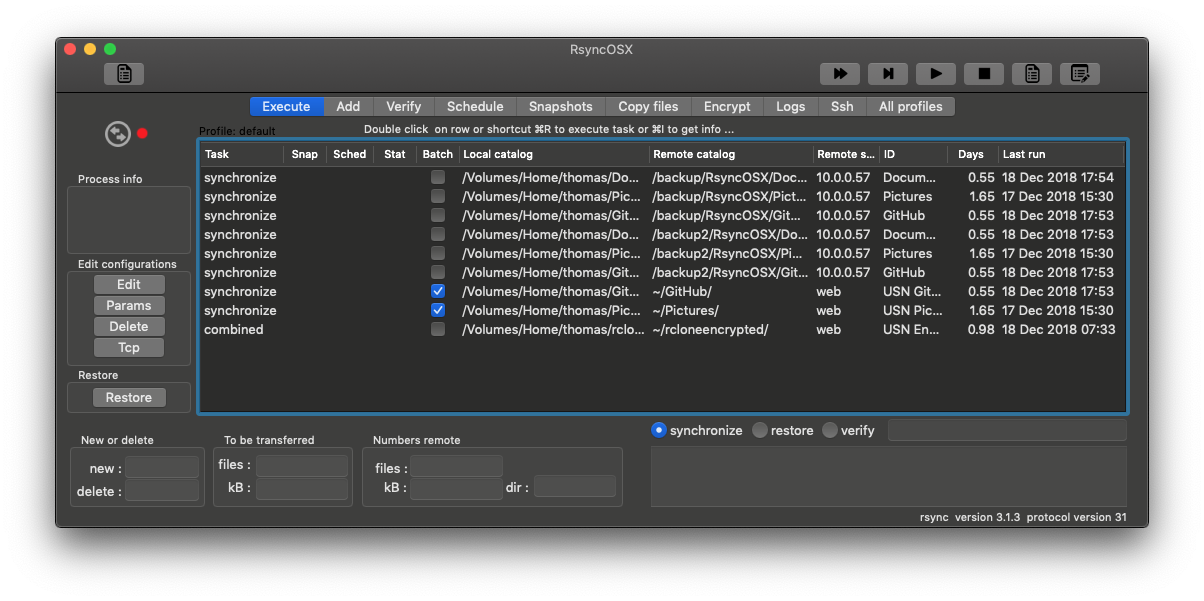 RsyncOSX
Execute Add Verify Schedule Snapshots Copy files Encrypt Logs Ssh All profiles
Profile: default Double click on row or shortcut ⌘R to execute task or ⌘I to get info ...
Task Snap Sched Stat Batch Local catalog Remote catalog Remote s... ID Days Last run
synchronize /Volumes/Home/thomas/Do... /backup/RsyncOSX/Doc... 10.0.0.57 Docum... 0.55 18 Dec 2018 17:54
synchronize /Volumes/Home/thomas/Pic... /backup/RsyncOSX/Pict... 10.0.0.57 Pictures 1.65 17 Dec 2018 15:30
synchronize /Volumes/Home/thomas/Git... /backup/RsyncOSX/Git... 10.0.0.57 GitHub 0.55 18 Dec 2018 17:53
synchronize /Volumes/Home/thomas/Do... /backup2/RsyncOSX/Do... 10.0.0.57 Docum... 0.55 18 Dec 2018 17:53
synchronize /Volumes/Home/thomas/Pic... /backup2/RsyncOSX/Pi... 10.0.0.57 Pictures 1.65 17 Dec 2018 15:30
synchronize /Volumes/Home/thomas/Git... /backup2/RsyncOSX/Git... 10.0.0.57 GitHub 0.55 18 Dec 2018 17:53
synchronize /Volumes/Home/thomas/Git... ~/GitHub/ web USN Git... 0.55 18 Dec 2018 17:53
synchronize /Volumes/Home/thomas/Pic... ~/Pictures/ web USN Pic... 1.65 17 Dec 2018 15:30
combined /Volumes/Home/thomas/rclo... ~/rcloneencrypted/ web USN En... 0.98 18 Dec 2018 07:33
Process info
Edit configurations
Edit
Params
Delete
Tcp
Restore
Restore
New or delete
new :
delete :
To be transferred
files :
kB :
Numbers remote
files :
kB : dir :
synchronize restore verify
rsync version 3.1.3 protocol version 31